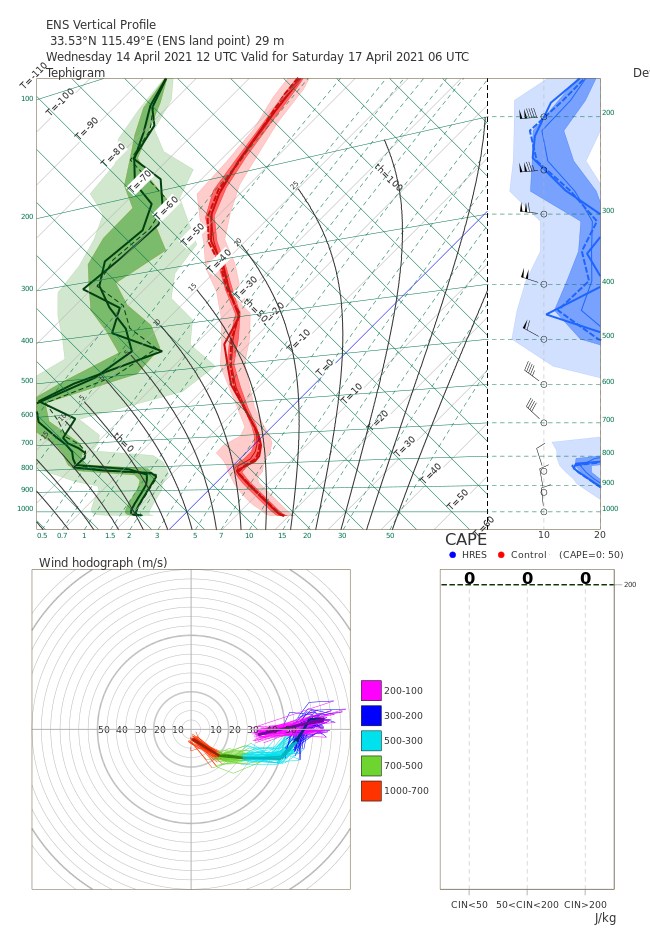 ENS Vertical Profile
33.53°N 115.49°E (ENS land point) 29 m
Wednesday 14 April 2021 12 UTC Valid for Saturday 17 April 2021 06 UTC
Tephigram
De
T=-110
T=-100
T=-90
T=-80
T=-70
T=-60
T=-50
T=-40
T=-30
T=-20
T=-10
T=0
T=10
T=20
T=30
T=40
T=50
T=60
th=0
th=50
th=100
100
200
300
400
500
600
700
800
900
1000
0.5 0.7 1 1.5 2 3 5 7 10 15 20 30 50
5
10
15
20
25
200
300
400
500
600
700
800
900
1000
10 20
CAPE
HRES Control (CAPE=0: 50)
Wind hodograph (m/s)
50 40 30 20 10 10 20 30
200-100
300-200
500-300
700-500
1000-700
0 0 0
200
CIN<50 50<CIN<200 CIN>200
J/kg